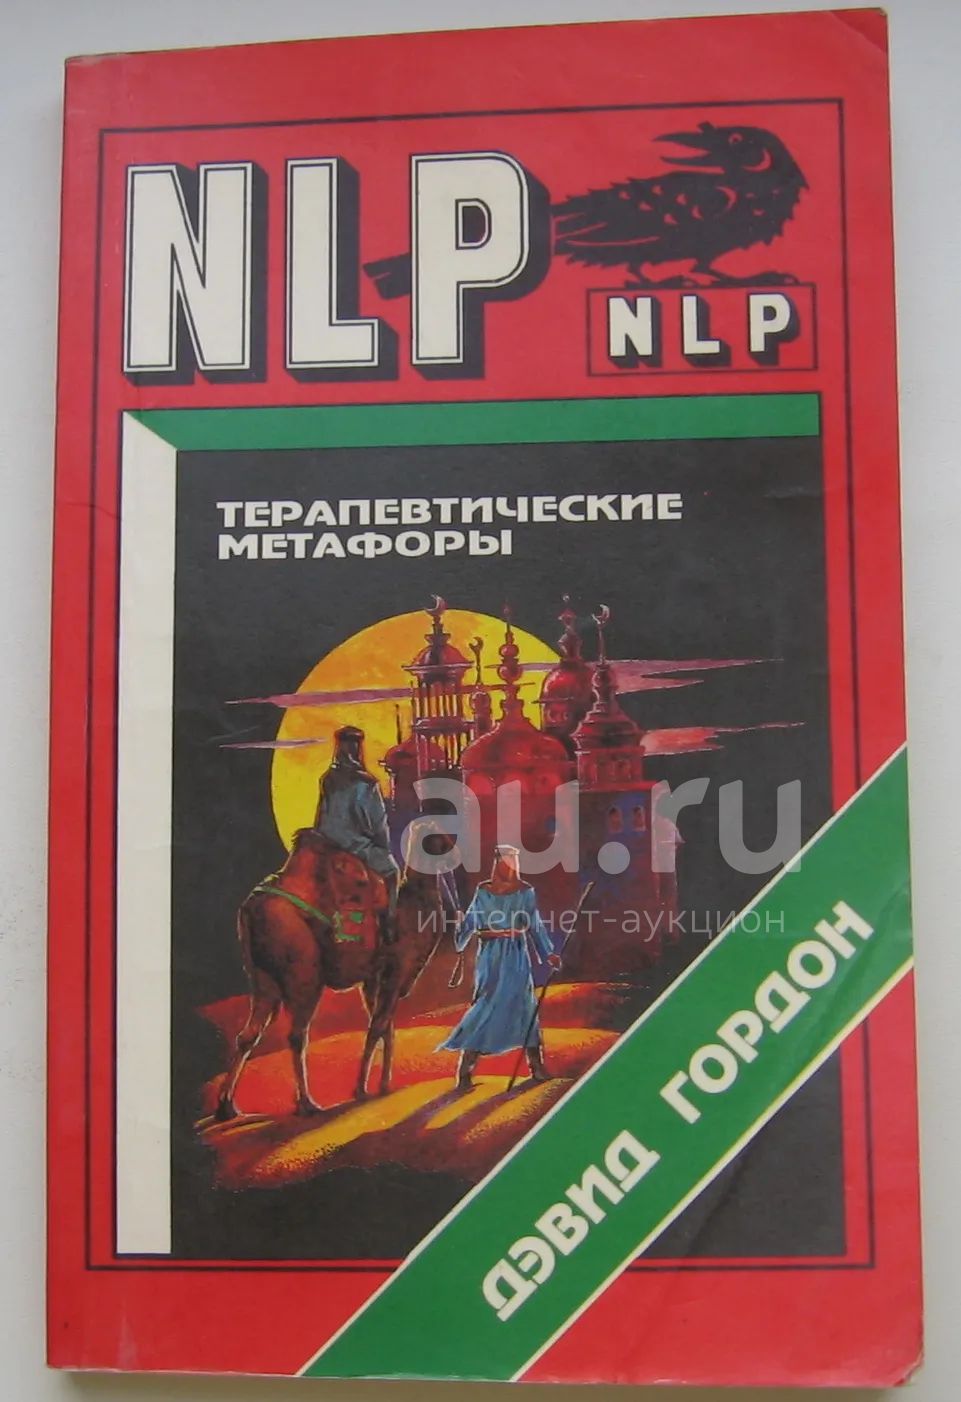 NLP
NLP
ТЕРАПЕВТИЧЕСКИЕ
МЕТАФОРЫ
au.ru
интернет-аукцион
ДЭВИД ГОРДОН